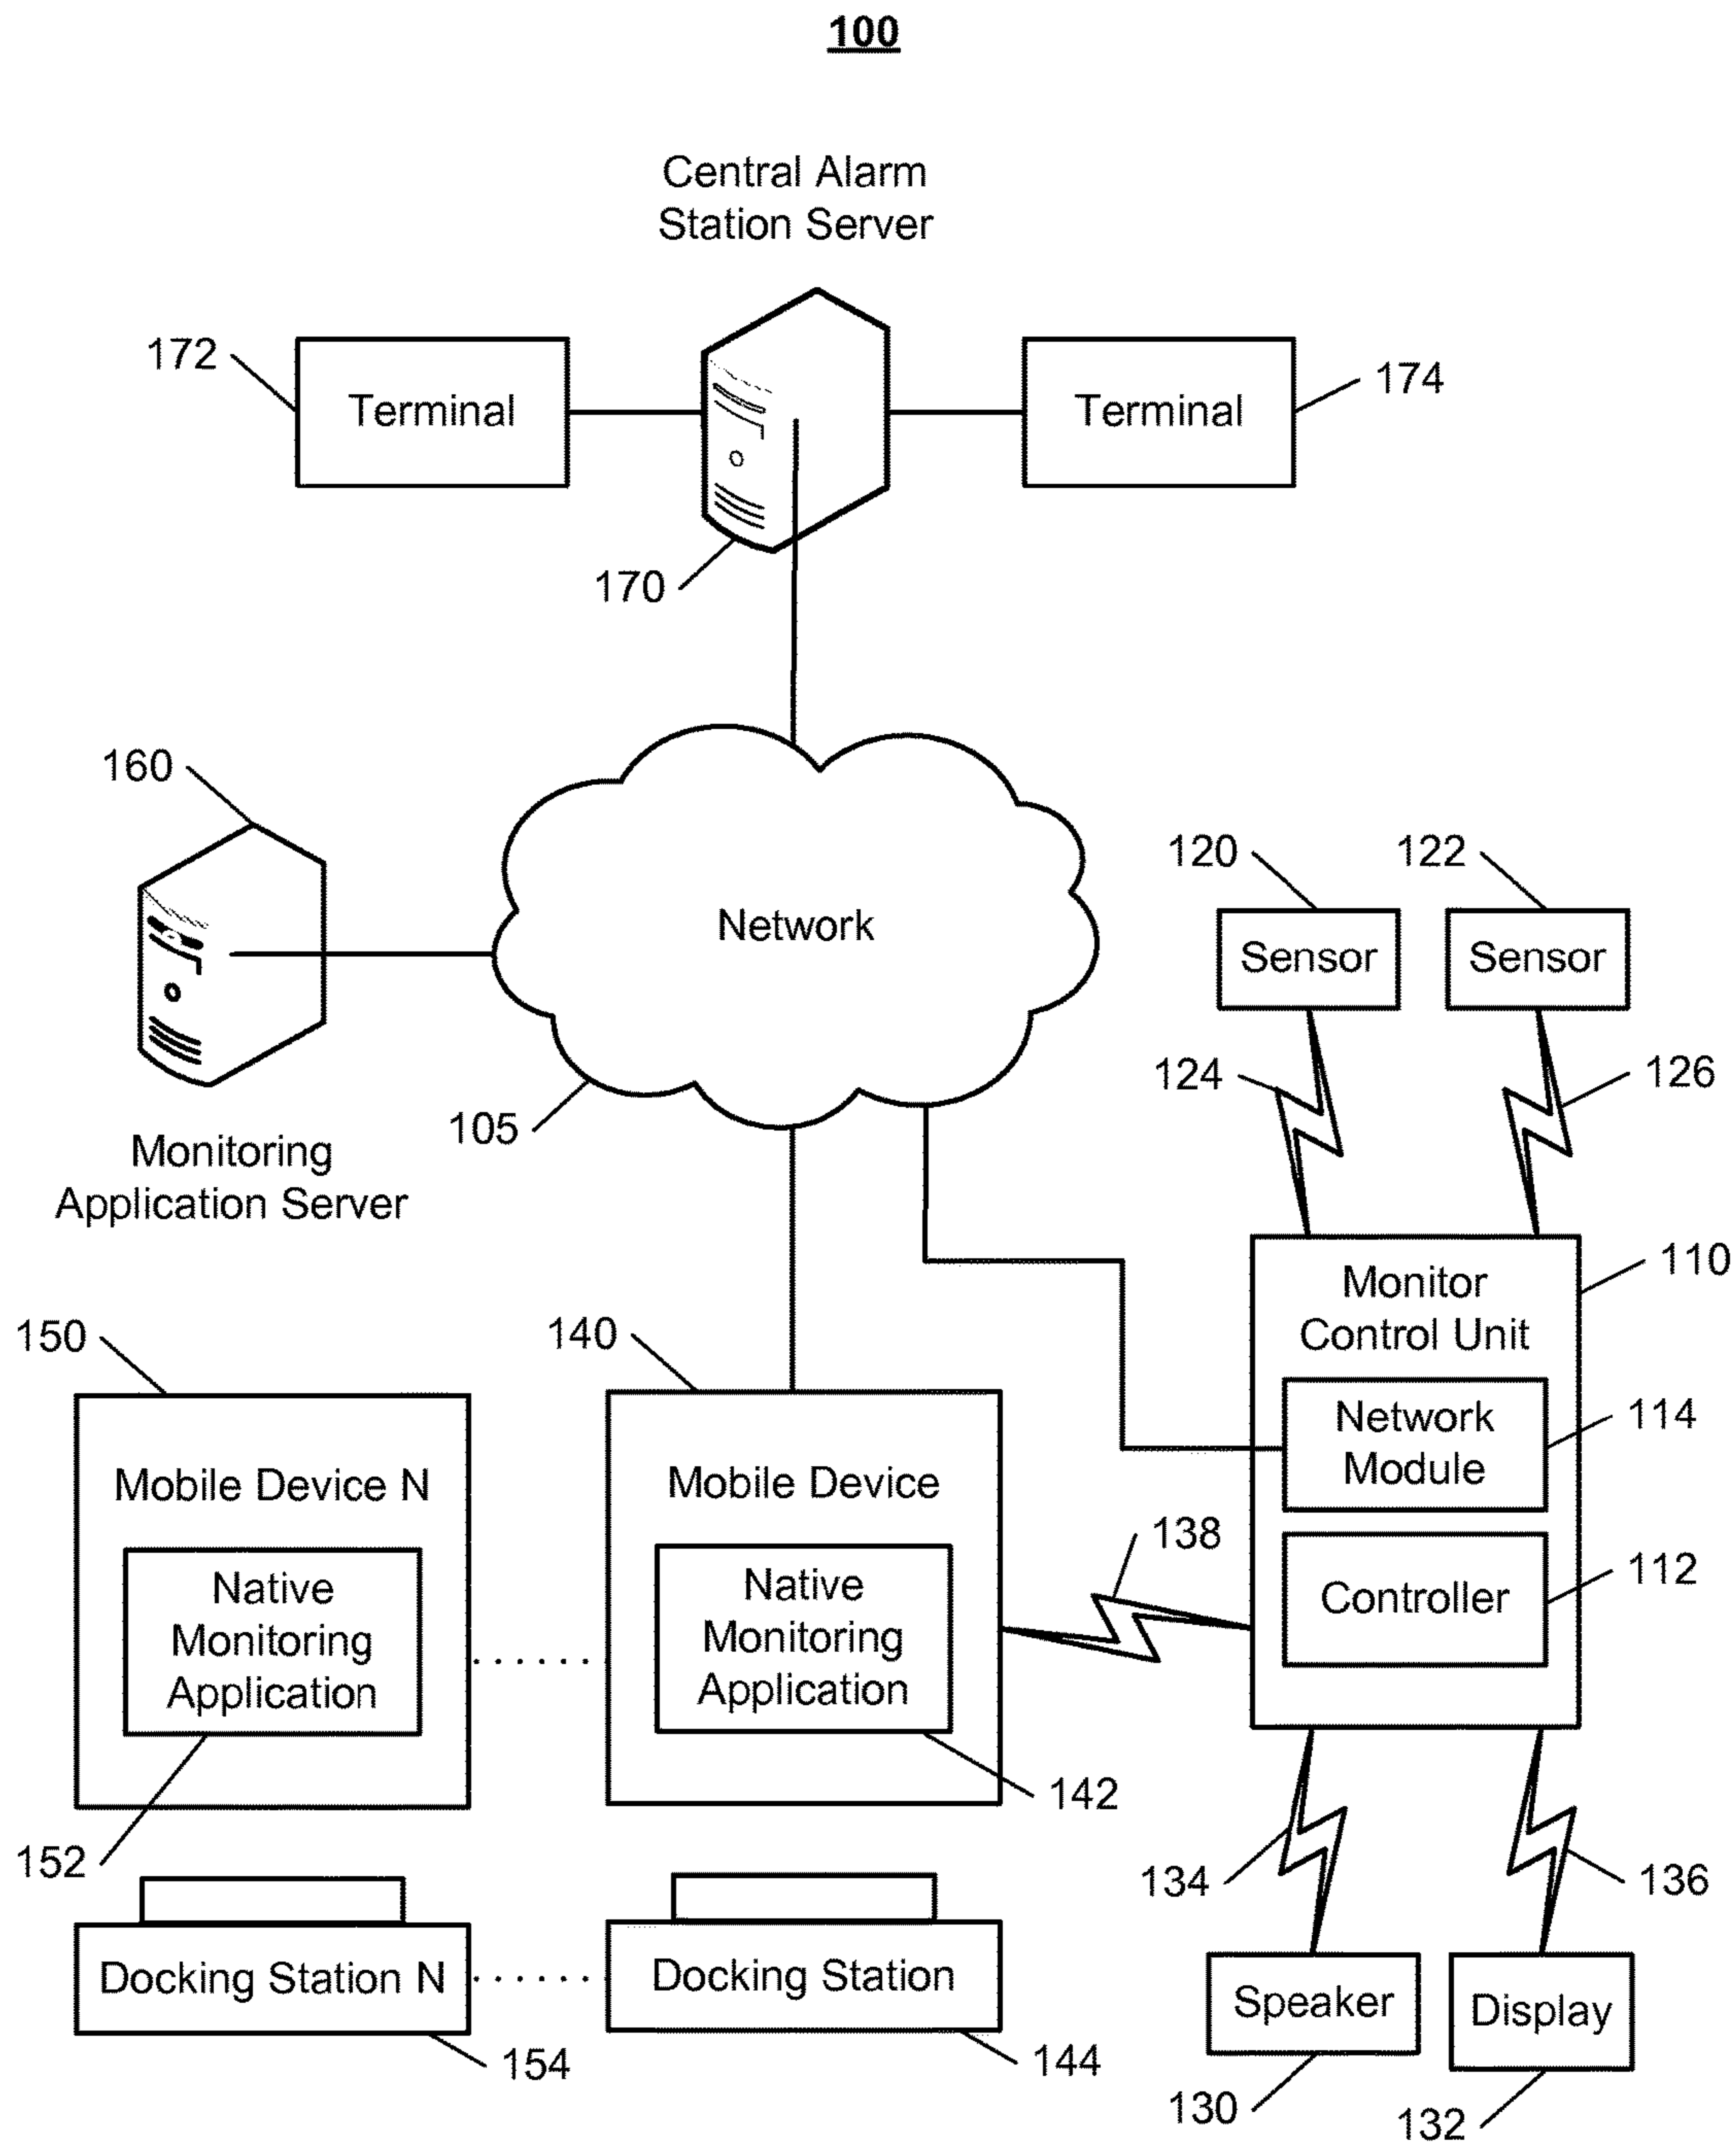 100
Central Alarm
Station Server
172
Terminal
Terminal
174
170
160
Network
120
122
Sensor
Sensor
124
126
105
Monitoring
Application Server
110
Monitor
Control Unit
150
140
Network
Module
114
Mobile Device N
Mobile Device
138
112
Controller
Native
Monitoring
Application
Native
Monitoring
Application
142
152
134
136
Docking Station N
Docking Station
Speaker
Display
154
144
130
132